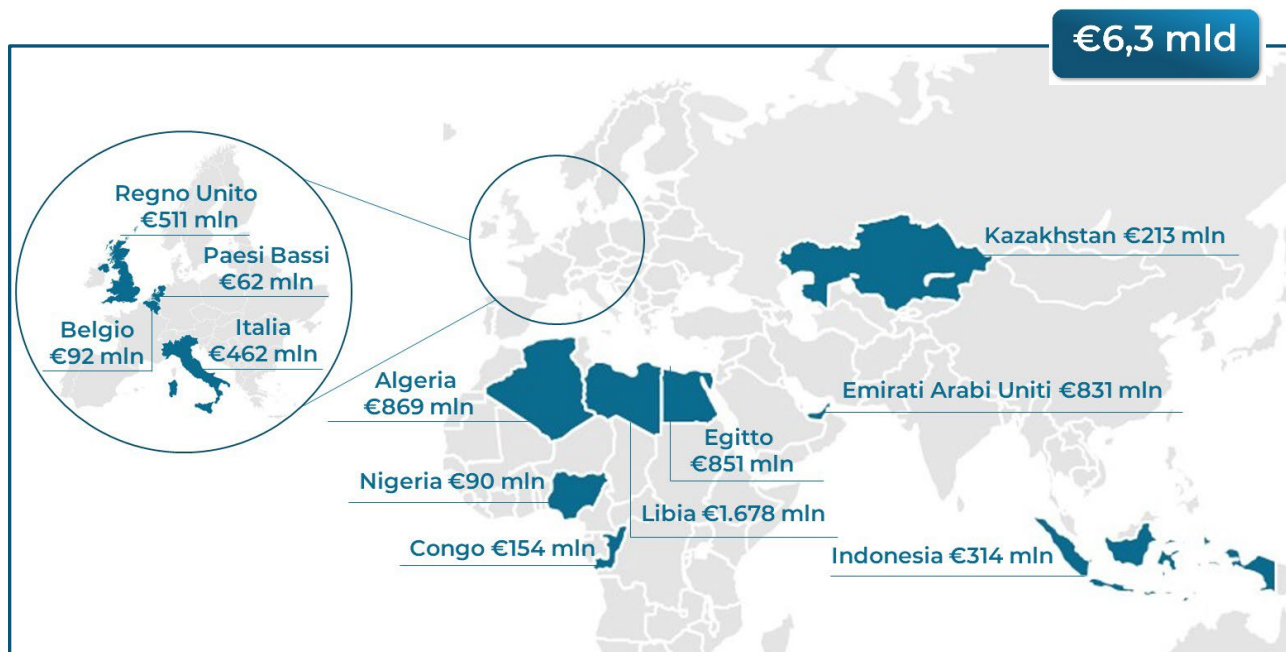 €6,3 mld
Regno Unito
€511 mln
Paesi Bassi
€62 mln
Belgio
€92 mln
Italia
€462 mln
Kazakhstan €213 mln
Algeria
€869 mln
Emirati Arabi Uniti €831 mln
Egitto
€851 mln
Nigeria €90 mln
Libia €1.678 mln
Congo €154 mln
Indonesia €314 mln